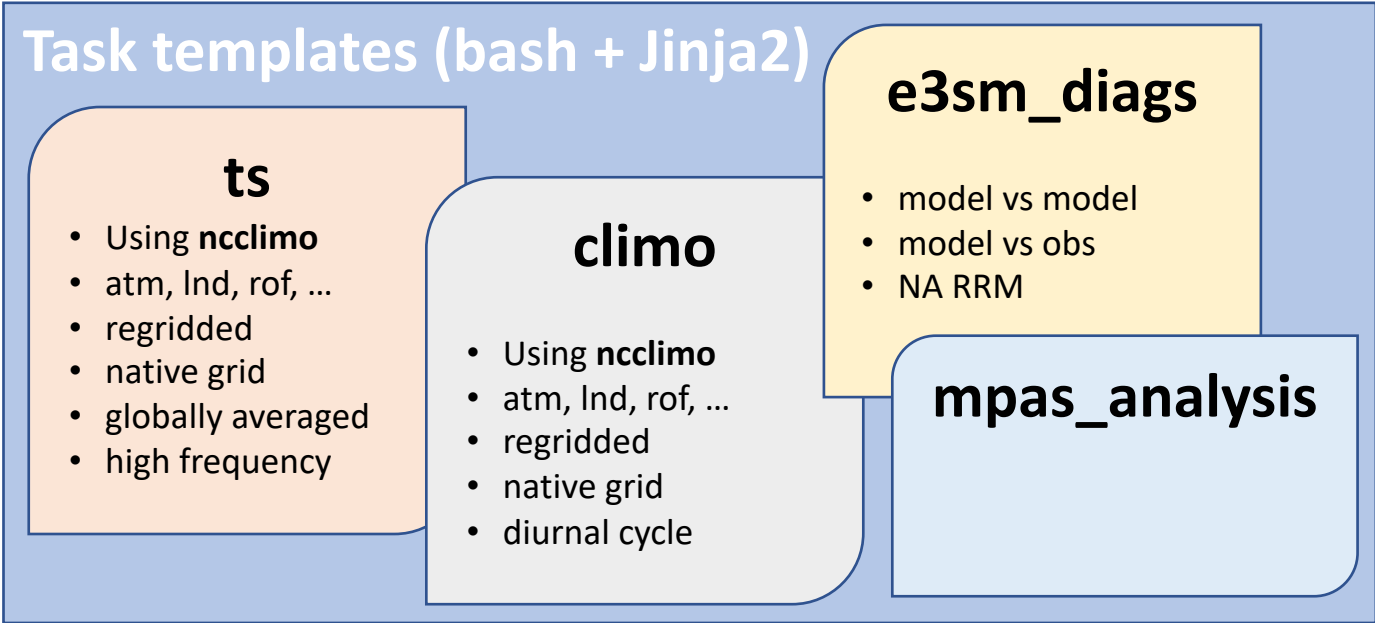 Task templates (bash + Jinja2)
ts
• Using ncclimo
• atm, lnd, rof, …
• regridded
• native grid
• globally averaged
• high frequency
climo
• Using ncclimo
• atm, lnd, rof, …
• regridded
• native grid
• diurnal cycle
e3sm_diags
• model vs model
• model vs obs
• NA RRM
mpas_analysis